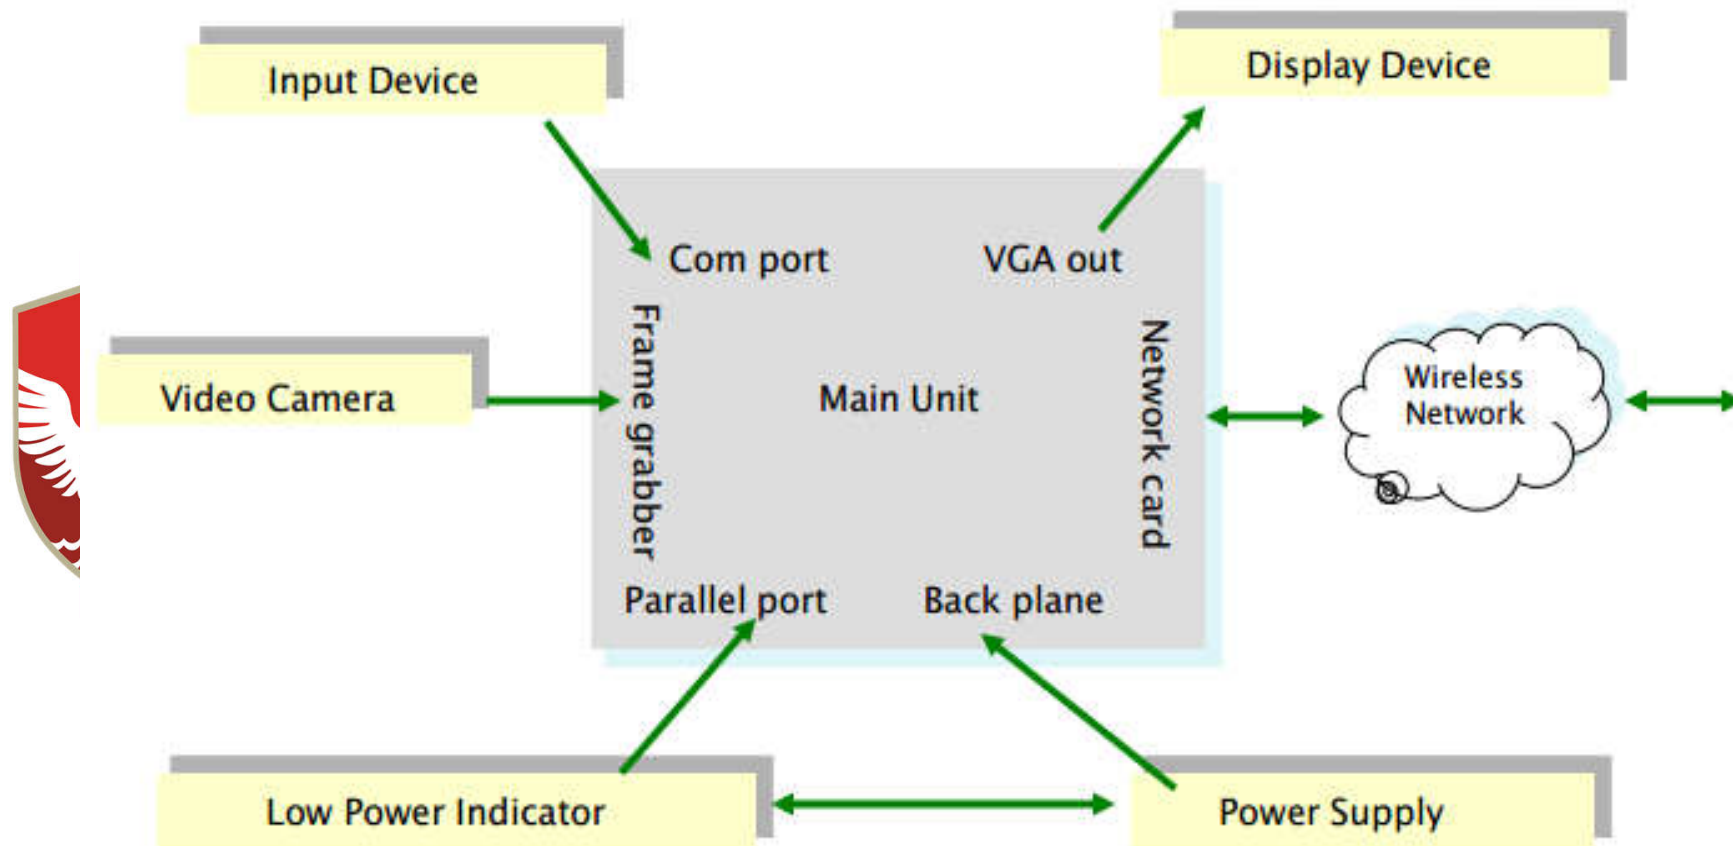 Input Device
Display Device
Com port
VGA out
Frame grabber
Network card
Video Camera
Main Unit
Wireless
Network
Parallel port
Back plane
Low Power Indicator
Power Supply